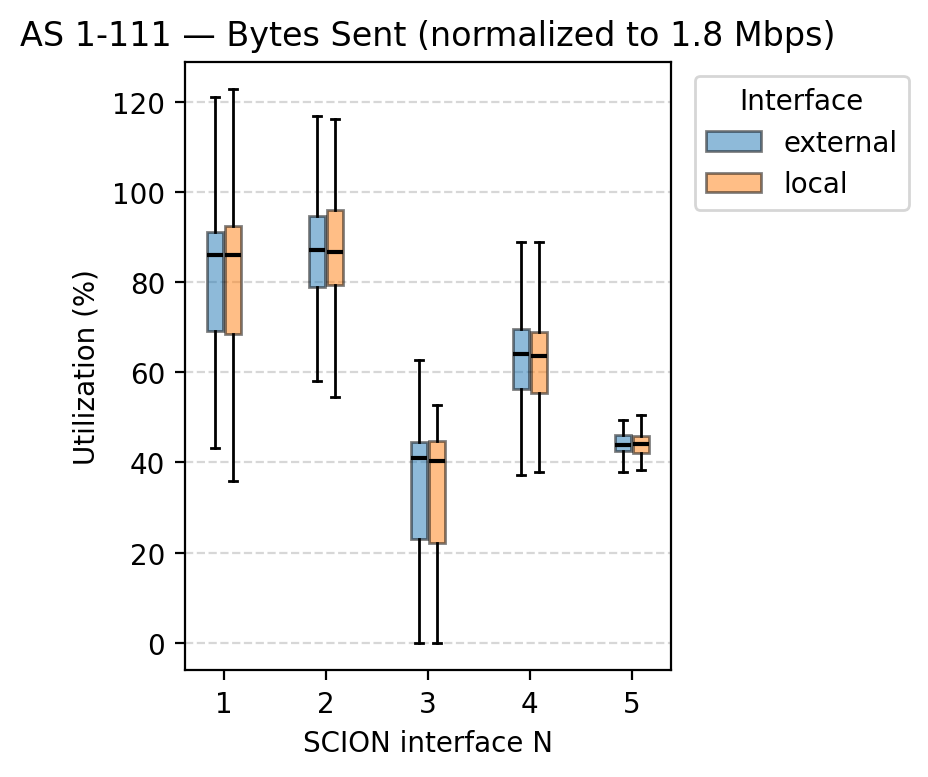 AS 1-111 — Bytes Sent (normalized to 1.8 Mbps)
Interface
external
local
Utilization (%)
120
100
80
60
40
20
0
1 2 3 4 5
SCION interface N